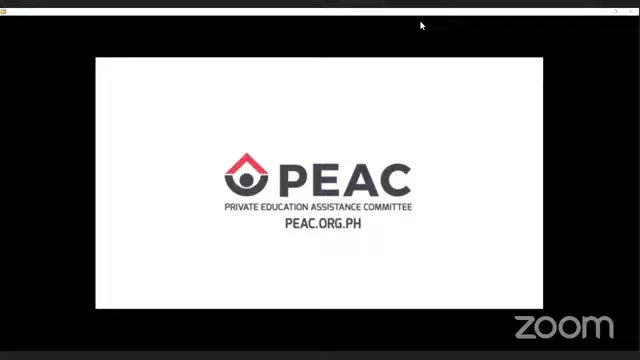 PEAC
PRIVATE EDUCATION ASSISTANCE COMMITTEE
PEAC.ORG.PH
zoom